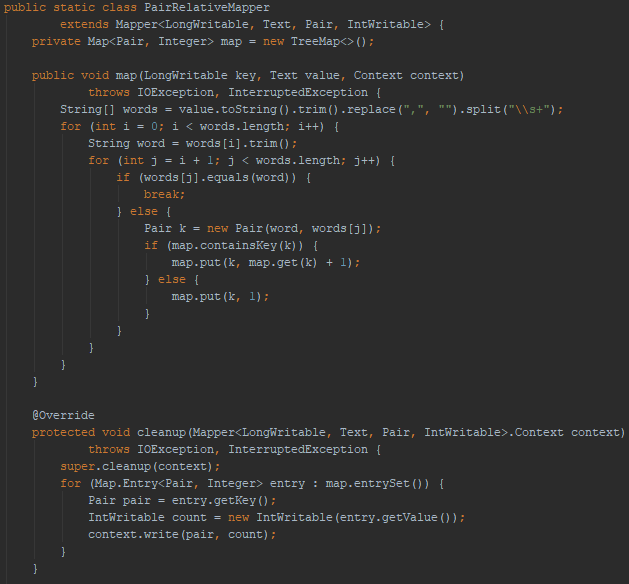 public static class PairRelativeMapper
        extends Mapper<LongWritable, Text, Pair, IntWritable> {
    private Map<Pair, Integer> map = new TreeMap<>();

    public void map(LongWritable key, Text value, Context context)
            throws IOException, InterruptedException {
        String[] words = value.toString().trim().replace(",", "").split("\\s+");
        for (int i = 0; i < words.length; i++) {
            String word = words[i].trim();
            for (int j = i + 1; j < words.length; j++) {
                if (words[j].equals(word)) {
                    break;
                } else {
                    Pair k = new Pair(word, words[j]);
                    if (map.containsKey(k)) {
                        map.put(k, map.get(k) + 1);
                    } else {
                        map.put(k, 1);
                    }
                }
            }
        }
    }

    @Override
    protected void cleanup(Mapper<LongWritable, Text, Pair, IntWritable>.Context context)
            throws IOException, InterruptedException {
        super.cleanup(context);
        for (Map.Entry<Pair, Integer> entry : map.entrySet()) {
            Pair pair = entry.getKey();
            IntWritable count = new IntWritable(entry.getValue());
            context.write(pair, count);
        }
    }